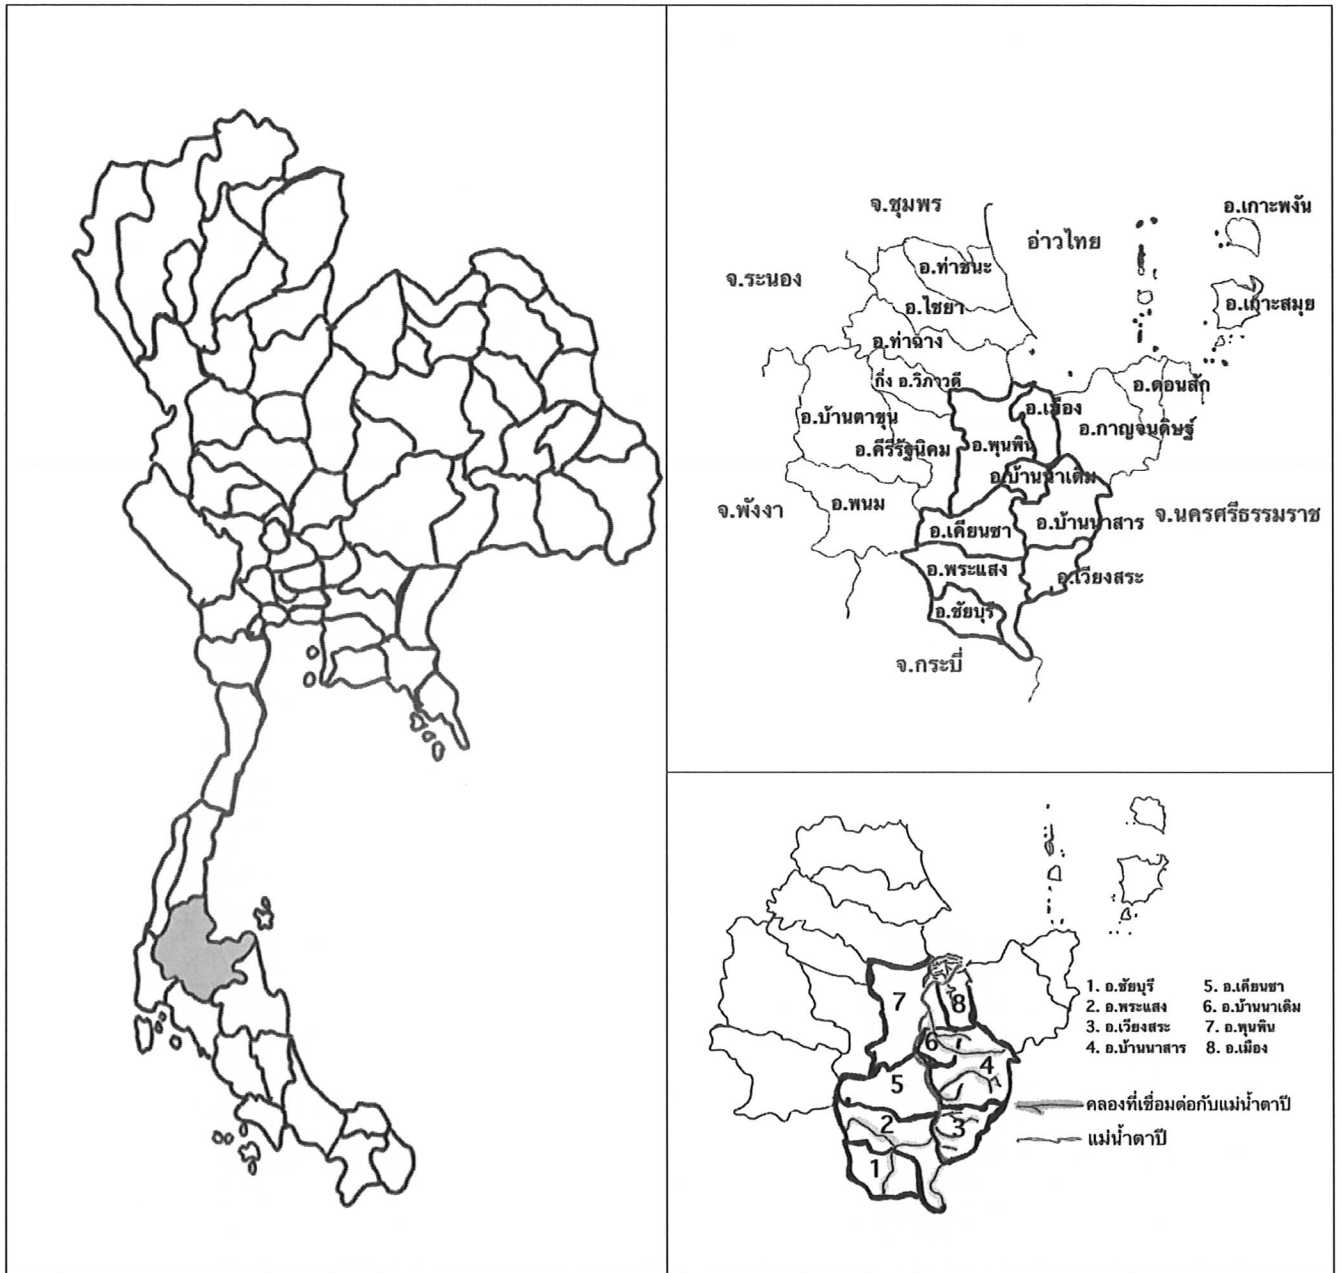 จ.ชุมพร
อ.เกาะพงัน
อ่าวไทย
อ.ท่าชนะ
จ.ระนอง
อ.ไชยา
อ.เกาะสมุย
อ.ท่าฉาง
กิ่ง อ.วิภาวดี
อ.ดอนสัก
อ.เมือง
อ.บ้านตาขุน
อ.กาญจนดิษฐ์
อ.คีรีรัฐนิคม
อ.พุนพิน
อ.บ้านนาเดิม
จ.พังงา
อ.พนม
อ.เคียนซา
อ.บ้านนาสาร
จ.นครศรีธรรมราช
อ.พระแสง
อ.เวียงสระ
อ.ชัยบุรี
จ.กระบี่
7
8
6
4
5
2
3
1
1. อ.ชัยบุรี 5. อ.เคียนซา
2. อ.พระแสง 6. อ.บ้านนาเดิม
3. อ.เวียงสระ 7. อ.พุนพิน
4. อ.บ้านนาสาร 8. อ.เมือง
คลองที่เชื่อมต่อกับแม่น้ำตาปี
แม่น้ำตาปี